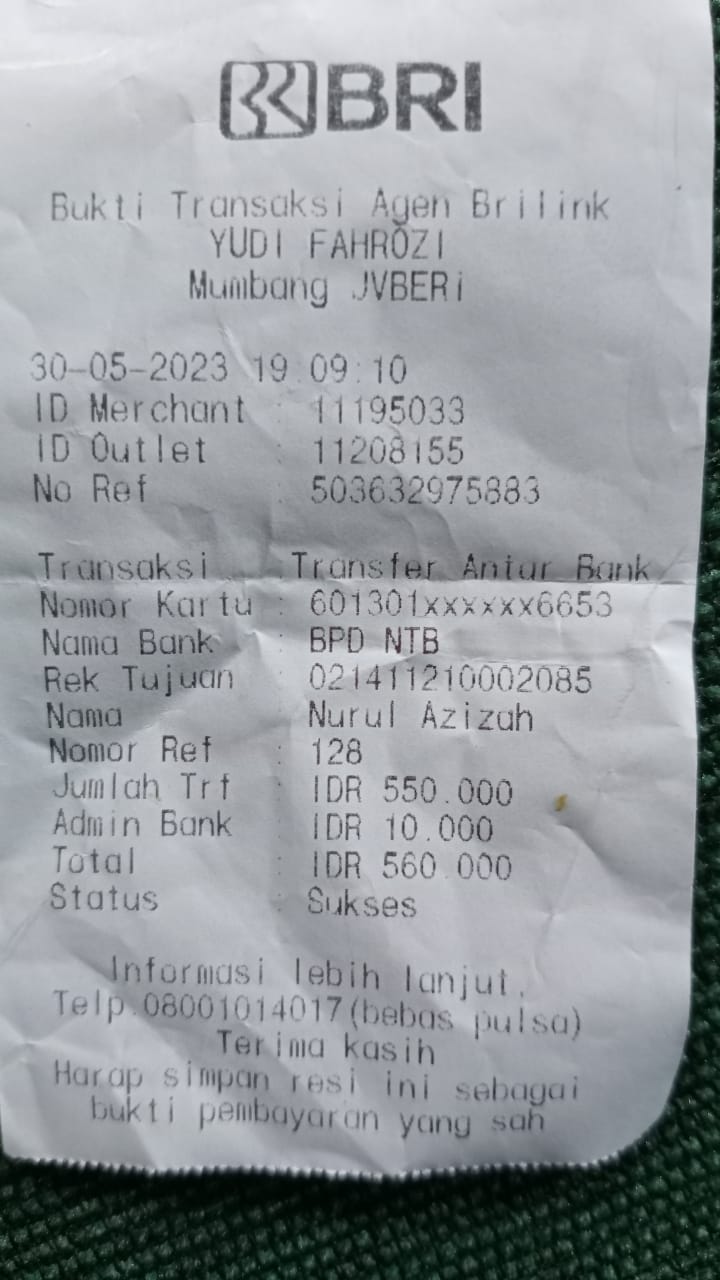 BRI
Bukti Transaksi Agen Brilink
YUDI FAHROZI
Mumbang JVBERi
30-05-2023 19:09:10
ID Merchant : 11195033
ID Outlet : 11208155
No Ref : 503632975883
Transaksi : Transfer Antar Bank
Nomor Kartu : 601301xxxxxx6653
Nama Bank : BPD NTB
Rek Tujuan : 021411210002085
Nama : Nurul Azizah
Nomor Ref : 128
Jumlah Trf : IDR 550.000
Admin Bank : IDR 10.000
Total : IDR 560.000
Status : Sukses
Informasi lebih lanjut,
Telp.08001014017(bebas pulsa)
Terima kasih
Harap simpan resi ini sebagai
bukti pembayaran yang sah